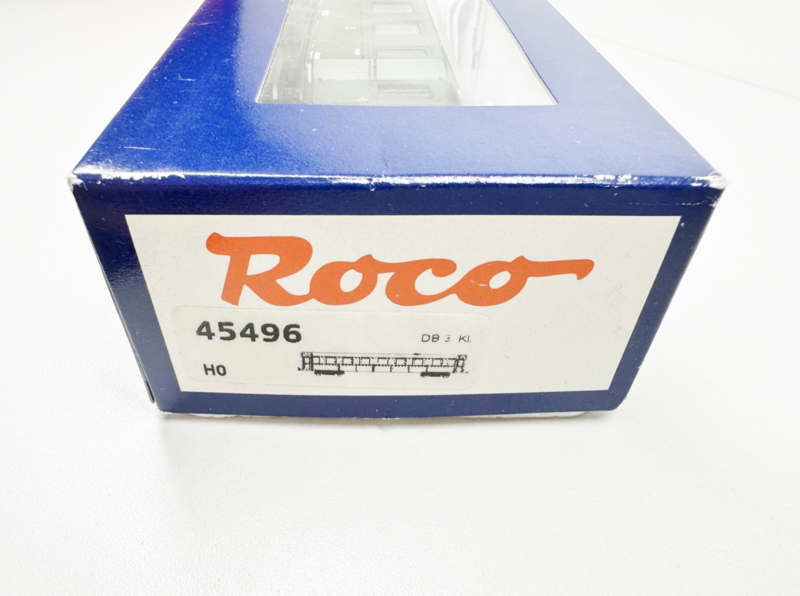 Roco
45496
DB 3 Kl.
H0